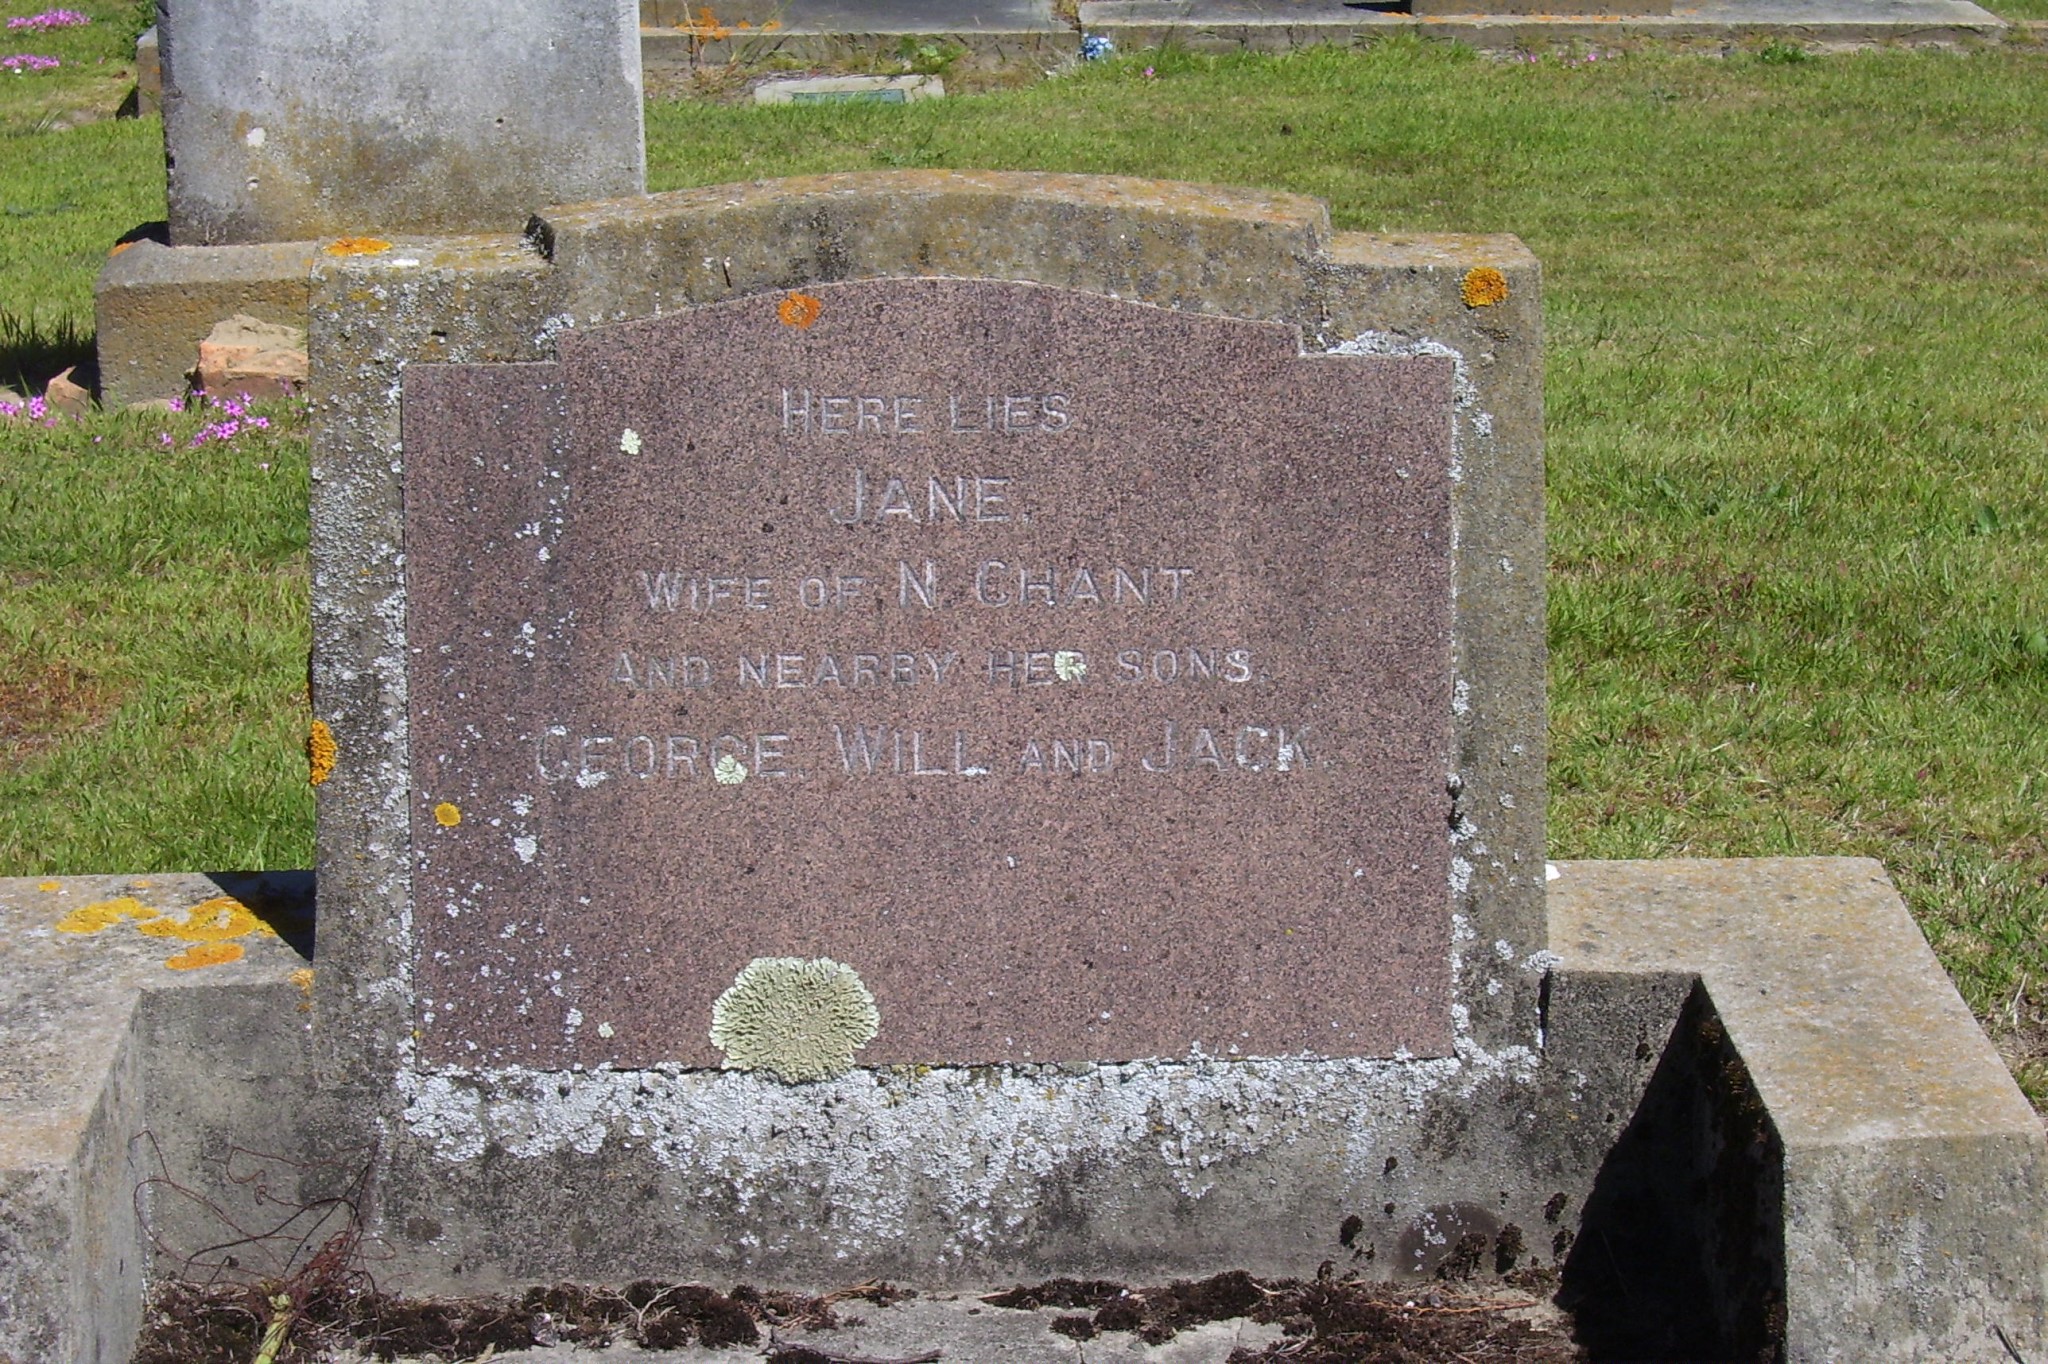 HERE LIES
JANE.
WIFE OF N. CHANT.
AND NEARBY HER SONS.
GEORGE, WILL AND JACK.